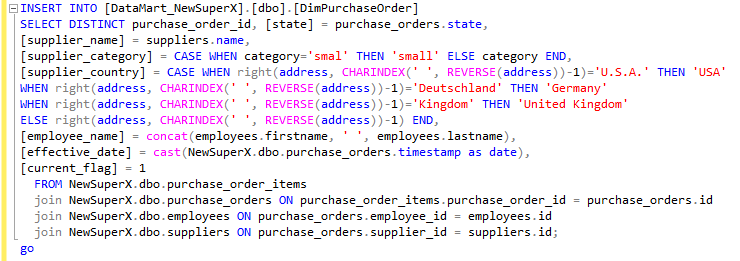 INSERT INTO [DataMart_NewSuperX].[dbo].[DimPurchaseOrder]
SELECT DISTINCT purchase_order_id, [state] = purchase_orders.state,
[supplier_name] = suppliers.name,
[supplier_category] = CASE WHEN category='smal' THEN 'small' ELSE category END,
[supplier_country] = CASE WHEN right(address, CHARINDEX(' ', REVERSE(address))-1)='U.S.A.' THEN 'USA'
WHEN right(address, CHARINDEX(' ', REVERSE(address))-1)='Deutschland' THEN 'Germany'
WHEN right(address, CHARINDEX(' ', REVERSE(address))-1)='Kingdom' THEN 'United Kingdom'
ELSE right(address, CHARINDEX(' ', REVERSE(address))-1) END,
[employee_name] = concat(employees.firstname, ' ', employees.lastname),
[effective_date] = cast(NewSuperX.dbo.purchase_orders.timestamp as date),
[current_flag] = 1
FROM NewSuperX.dbo.purchase_order_items
join NewSuperX.dbo.purchase_orders ON purchase_order_items.purchase_order_id = purchase_orders.id
join NewSuperX.dbo.employees ON purchase_orders.employee_id = employees.id
join NewSuperX.dbo.suppliers ON purchase_orders.supplier_id = suppliers.id;
go